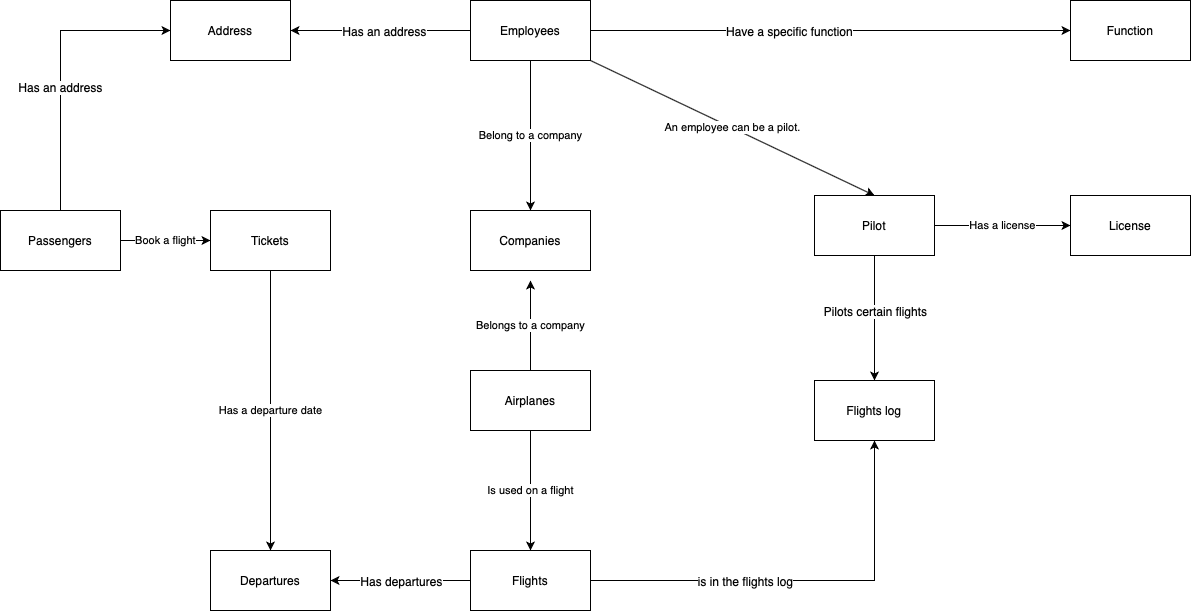 Address
Has an address
Employees
Have a specific function
Function
Has an address
Belong to a company
An employee can be a pilot.
Passengers
Book a flight
Tickets
Companies
Pilot
Has a license
License
Belongs to a company
Pilots certain flights
Airplanes
Has a departure date
Flights log
Is used on a flight
Departures
Has departures
Flights
is in the flights log